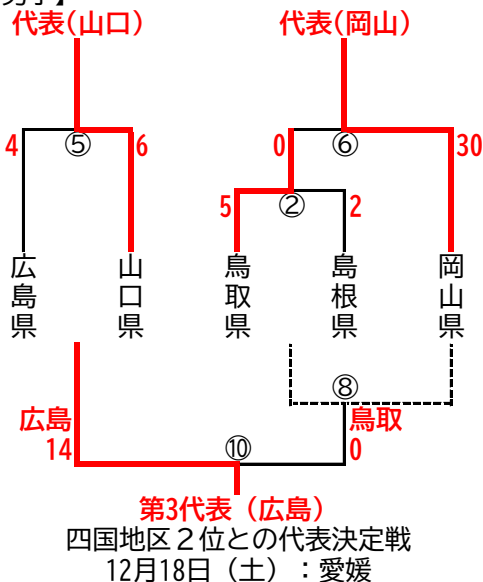 代表(山口) 代表(岡山)
4 ⑤ 6 0 ⑥ 30
5 ② 2
広島県 山口県 鳥取県 島根県 岡山県
⑧
広島 鳥取
14 ⑩ 0
第3代表（広島）
四国地区２位との代表決定戦
12月18日（土）：愛媛